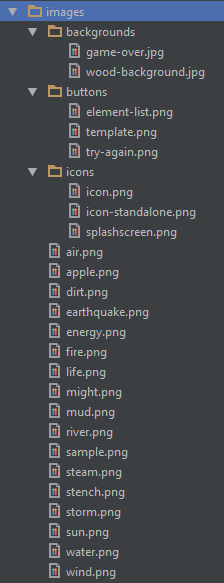 images
backgrounds
game-over.jpg
wood-background.jpg
buttons
element-list.png
template.png
try-again.png
icons
icon.png
icon-standalone.png
splashscreen.png
air.png
apple.png
dirt.png
earthquake.png
energy.png
fire.png
life.png
might.png
mud.png
river.png
sample.png
steam.png
stench.png
storm.png
sun.png
water.png
wind.png